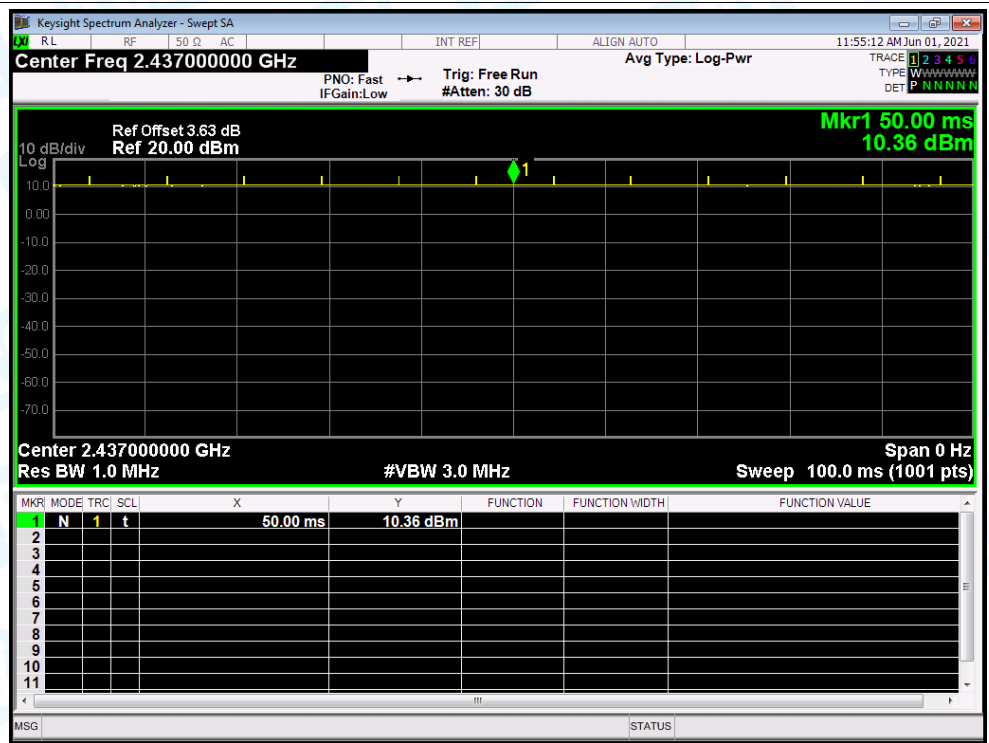 Keysight Spectrum Analyzer - Swept SA
LXI RL RF 50 Ω AC INT REF ALIGN AUTO 11:55:12 AM Jun 01, 2021
Center Freq 2.437000000 GHz Avg Type: Log-Pwr TRACE 1 2 3 4 5 6
PNO: Fast Trig: Free Run TYPE WWWWWWW
IFGain:Low #Atten: 30 dB DET P N N N N N
Mkr1 50.00 ms
Ref Offset 3.63 dB
10 dB/div Ref 20.00 dBm 10.36 dBm
Log
1
10.0
0.00
-10.0
-20.0
-30.0
-40.0
-50.0
-60.0
-70.0
Center 2.437000000 GHz Span 0 Hz
Res BW 1.0 MHz #VBW 3.0 MHz Sweep 100.0 ms (1001 pts)
MKR MODE TRC SCL X Y FUNCTION FUNCTION WIDTH FUNCTION VALUE
1 N 1 t 50.00 ms 10.36 dBm
2
3
4
5
6
7
8
9
10
11
MSG STATUS